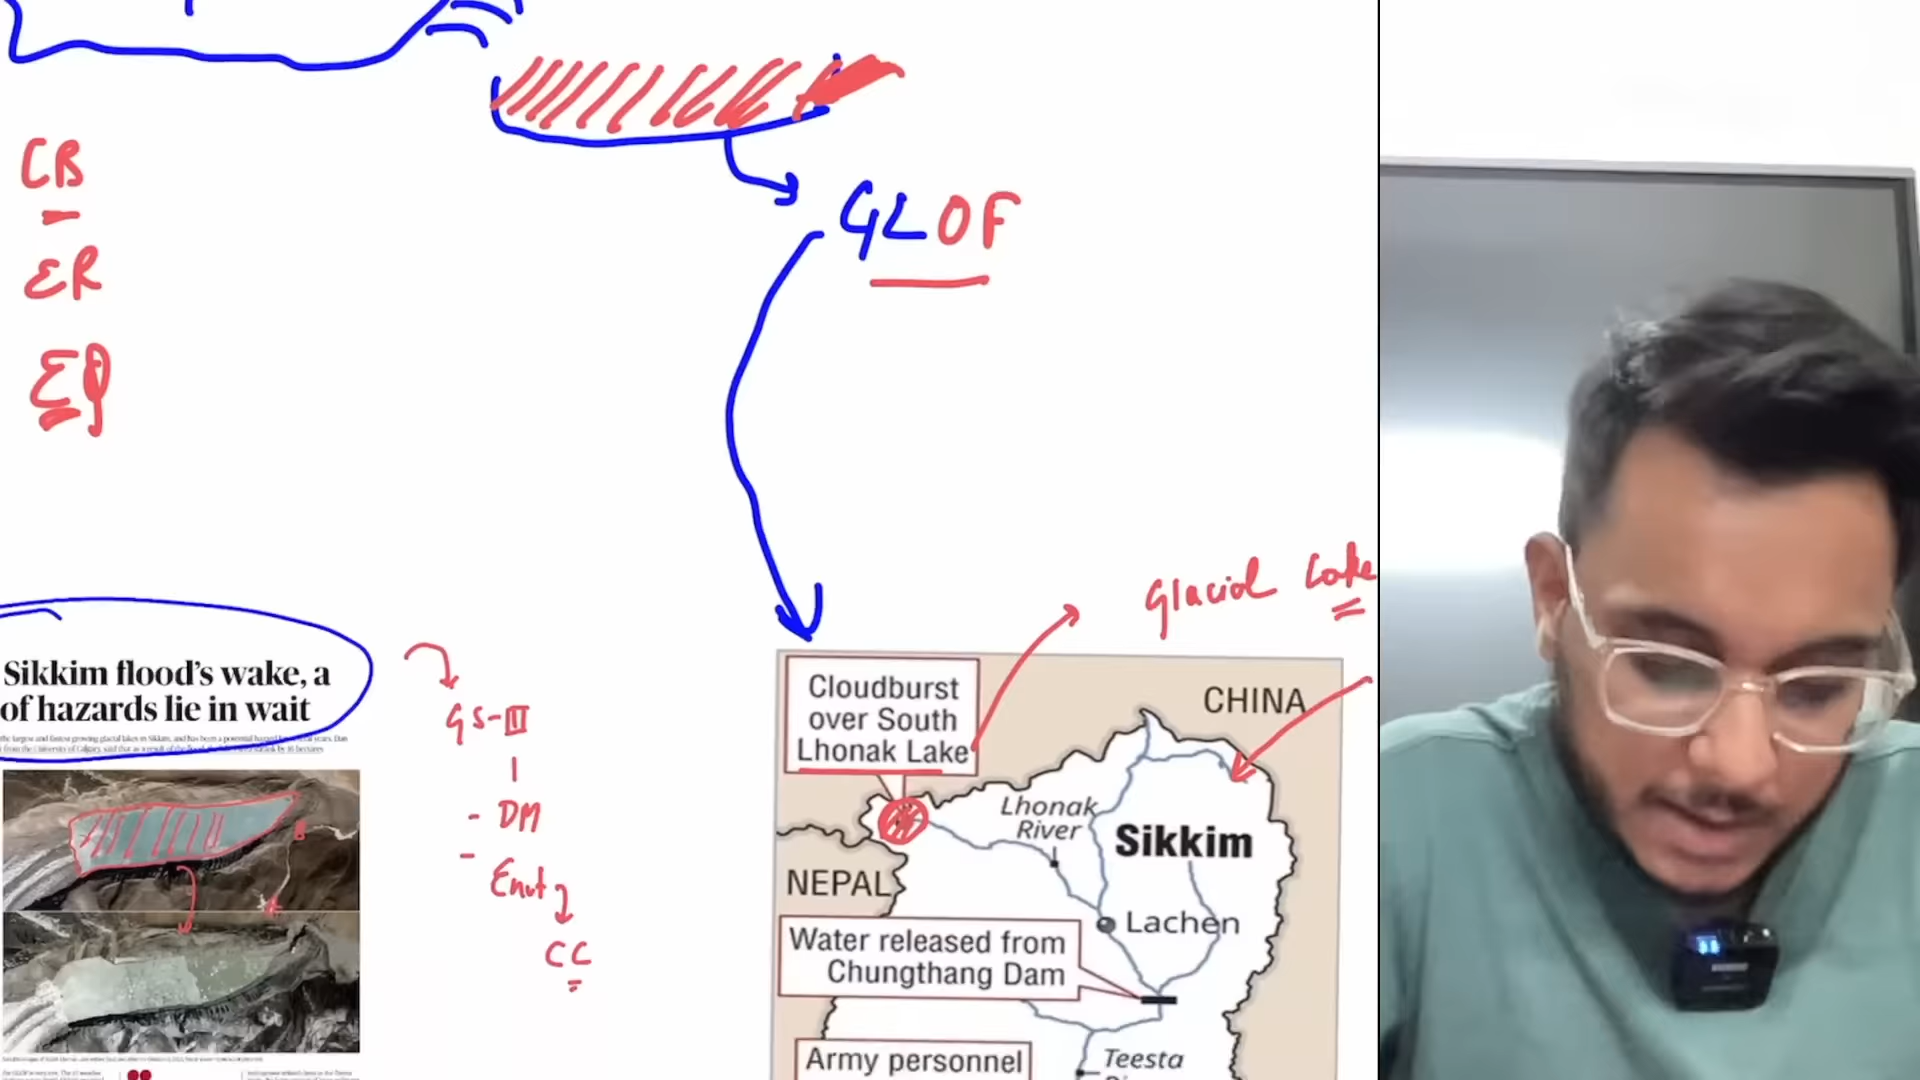 CB
ER
EQ
GLOF
Glacial Lake
Sikkim flood’s wake, a
of hazards lie in wait
GS-III
- DM
- Envt
CC
Cloudburst
over South
Lhonak Lake
CHINA
Lhonak
River
Sikkim
NEPAL
Lachen
Water released from
Chungthang Dam
Army personnel
Teesta